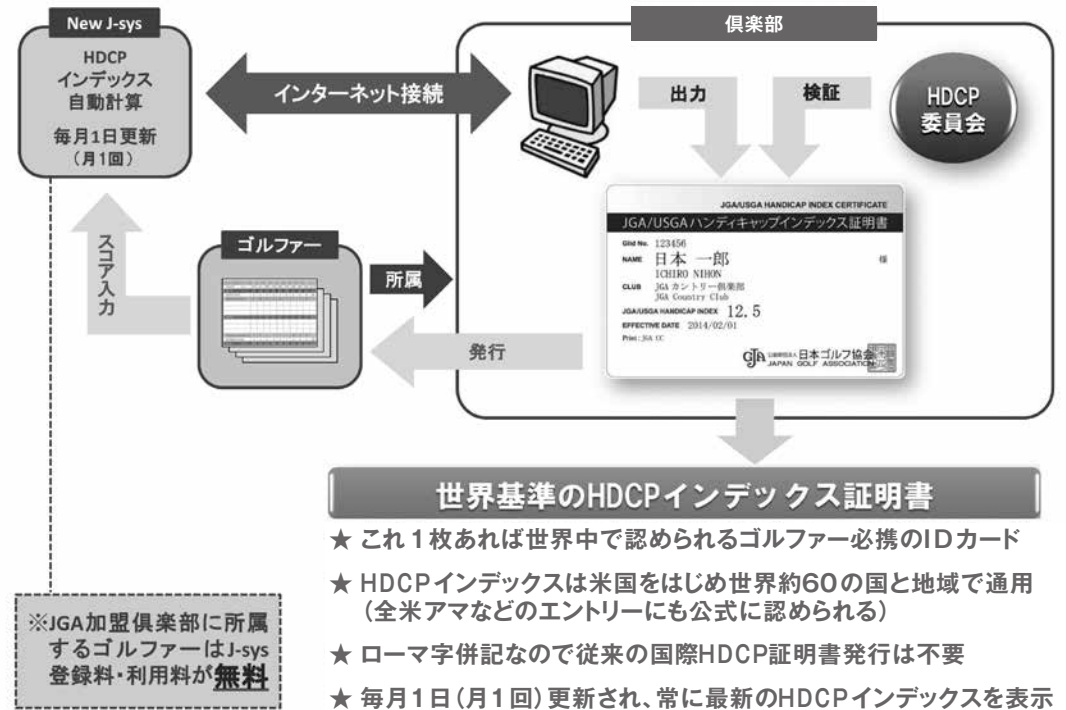 New J-sys
HDCP
インデックス
自動計算
毎月1日更新
(月1回)
インターネット接続
倶楽部
出力
検証
HDCP
委員会
スコア入力
ゴルファー
所属
発行
JGA/USGA HANDICAP INDEX CERTIFICATE
JGA/USGAハンディキャップインデックス証明書
Glid No. 123456
NAME 日本 一郎 様
ICHIRO NIHON
CLUB JGA カントリー倶楽部
JGA Country Club
JGA/USGA HANDICAP INDEX 12.5
EFFECTIVE DATE 2014/02/01
Print : JGA UC
公益財団法人 日本ゴルフ協会
JAPAN GOLF ASSOCIATION
世界基準のHDCPインデックス証明書
★ これ1枚あれば世界中で認められるゴルファー必携のIDカード
★ HDCPインデックスは米国をはじめ世界約60の国と地域で通用
(全米アマなどのエントリーにも公式に認められる)
★ ローマ字併記なので従来の国際HDCP証明書発行は不要
★ 毎月1日(月1回)更新され、常に最新のHDCPインデックスを表示
※JGA加盟倶楽部に所属
するゴルファーはJ-sys
登録料・利用料が無料